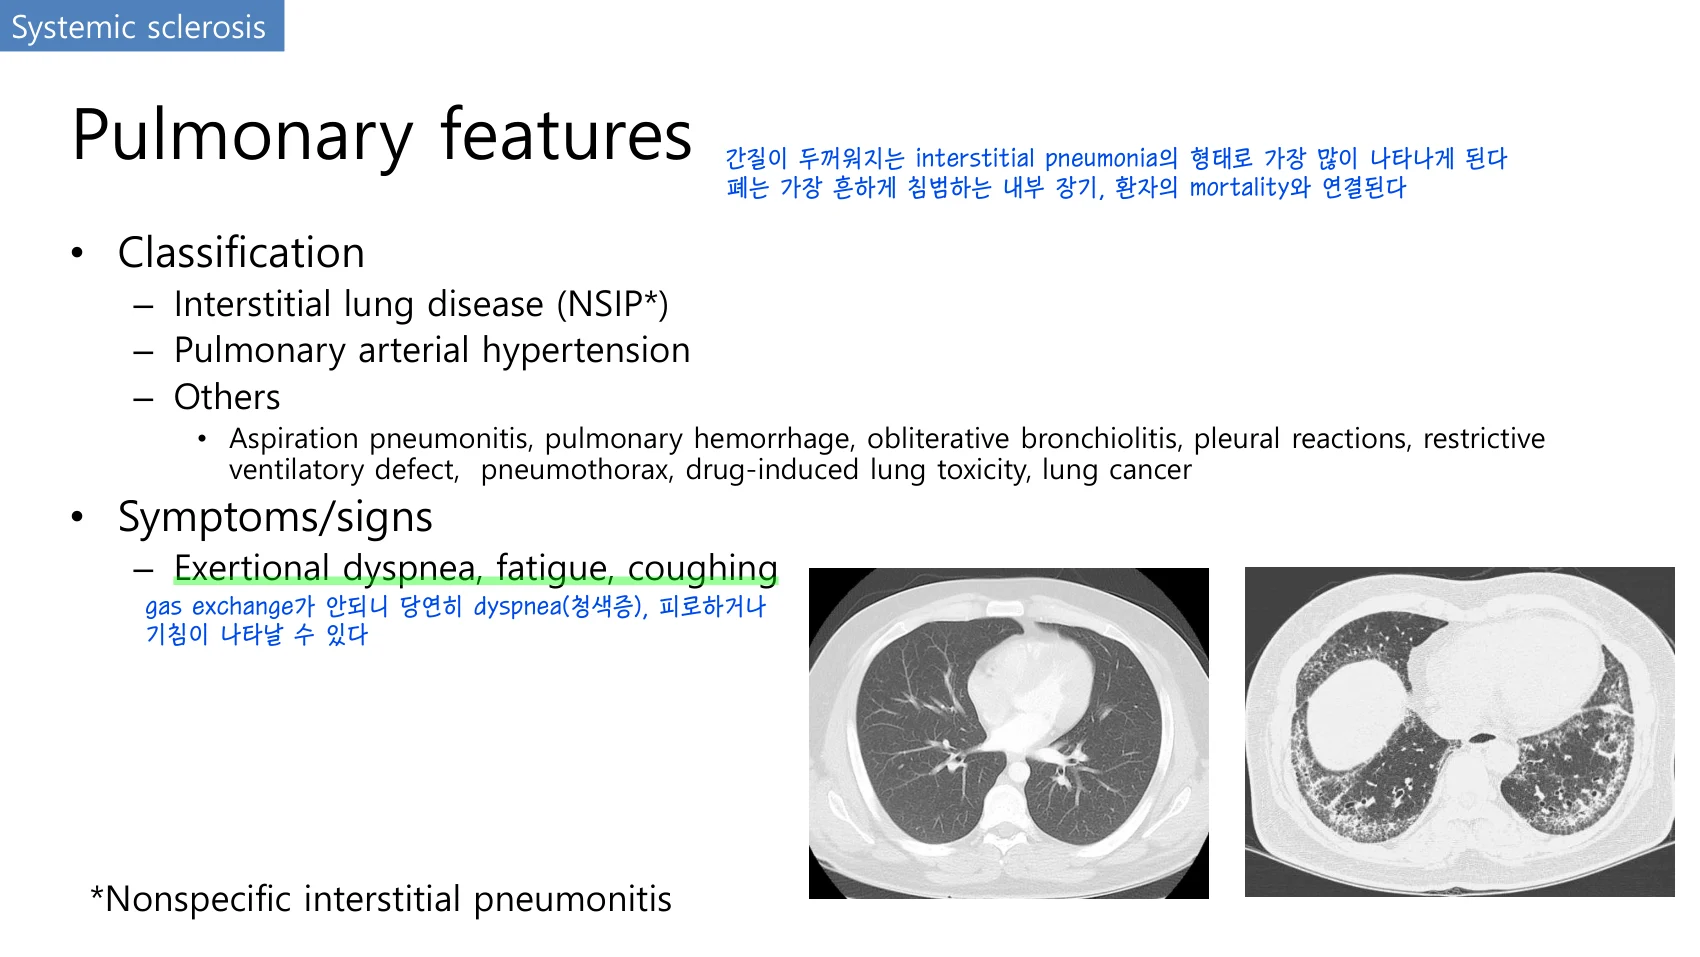 Systemic sclerosis
Pulmonary features
간질이 두꺼워지는 interstitial pneumonia의 형태로 가장 많이 나타나게 된다
폐는 가장 흔하게 침범하는 내부 장기, 환자의 mortality와 연결된다
• Classification
– Interstitial lung disease (NSIP*)
– Pulmonary arterial hypertension
– Others
• Aspiration pneumonitis, pulmonary hemorrhage, obliterative bronchiolitis, pleural reactions, restrictive
ventilatory defect, pneumothorax, drug-induced lung toxicity, lung cancer
• Symptoms/signs
– Exertional dyspnea, fatigue, coughing
gas exchange가 안되니 당연히 dyspnea(청색증), 피로하거나
기침이 나타날 수 있다
*Nonspecific interstitial pneumonitis